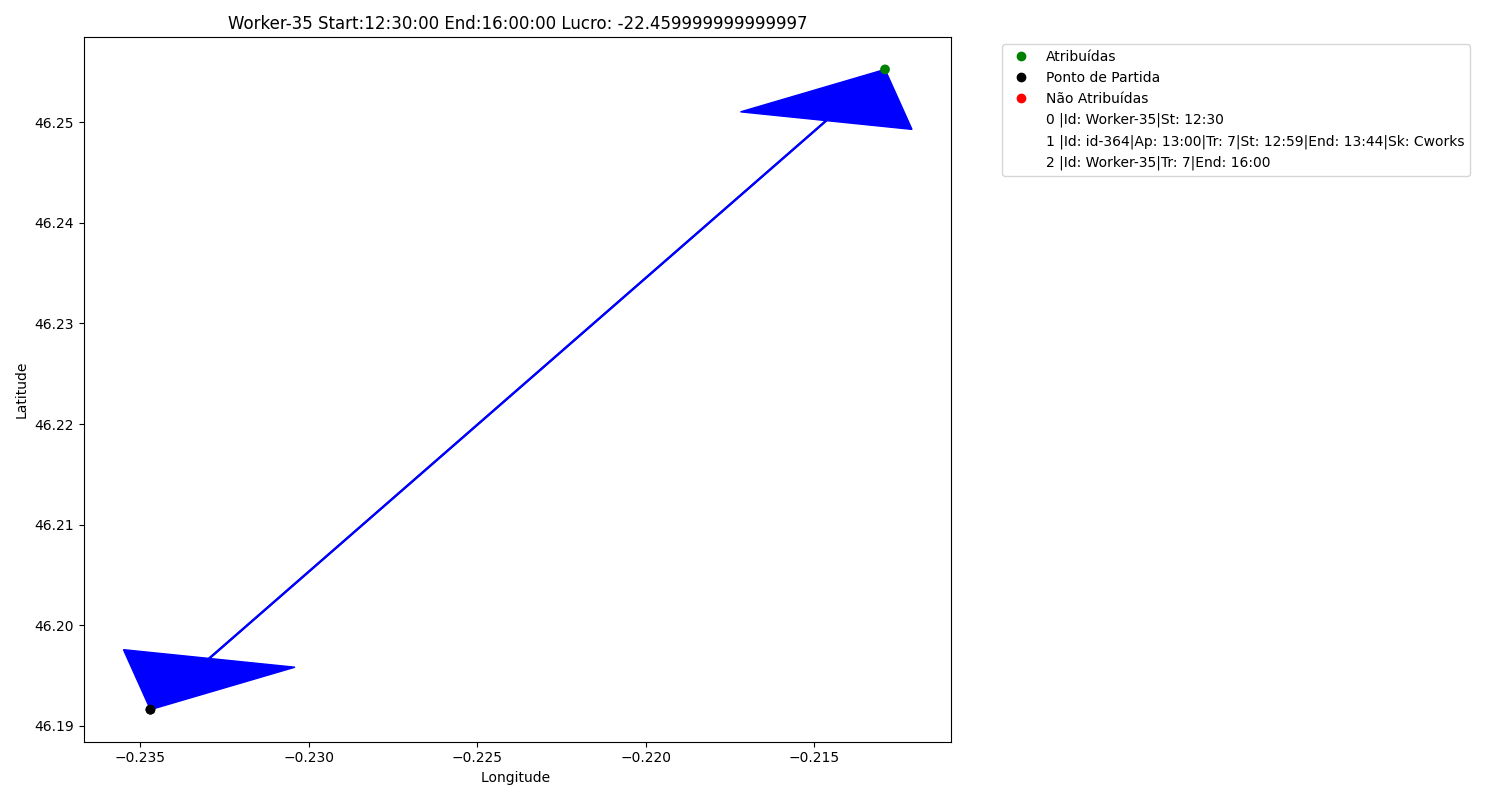 Worker-35 Start:12:30:00 End:16:00:00 Lucro: -22.459999999999997
Atribuídas
Ponto de Partida
Não Atribuídas
0 |Id: Worker-35|St: 12:30
1 |Id: id-364|Ap: 13:00|Tr: 7|St: 12:59|End: 13:44|Sk: Cworks
2 |Id: Worker-35|Tr: 7|End: 16:00
46.25
46.24
46.23
46.22
46.21
46.20
46.19
Latitude
−0.235
−0.230
−0.225
−0.220
−0.215
Longitude